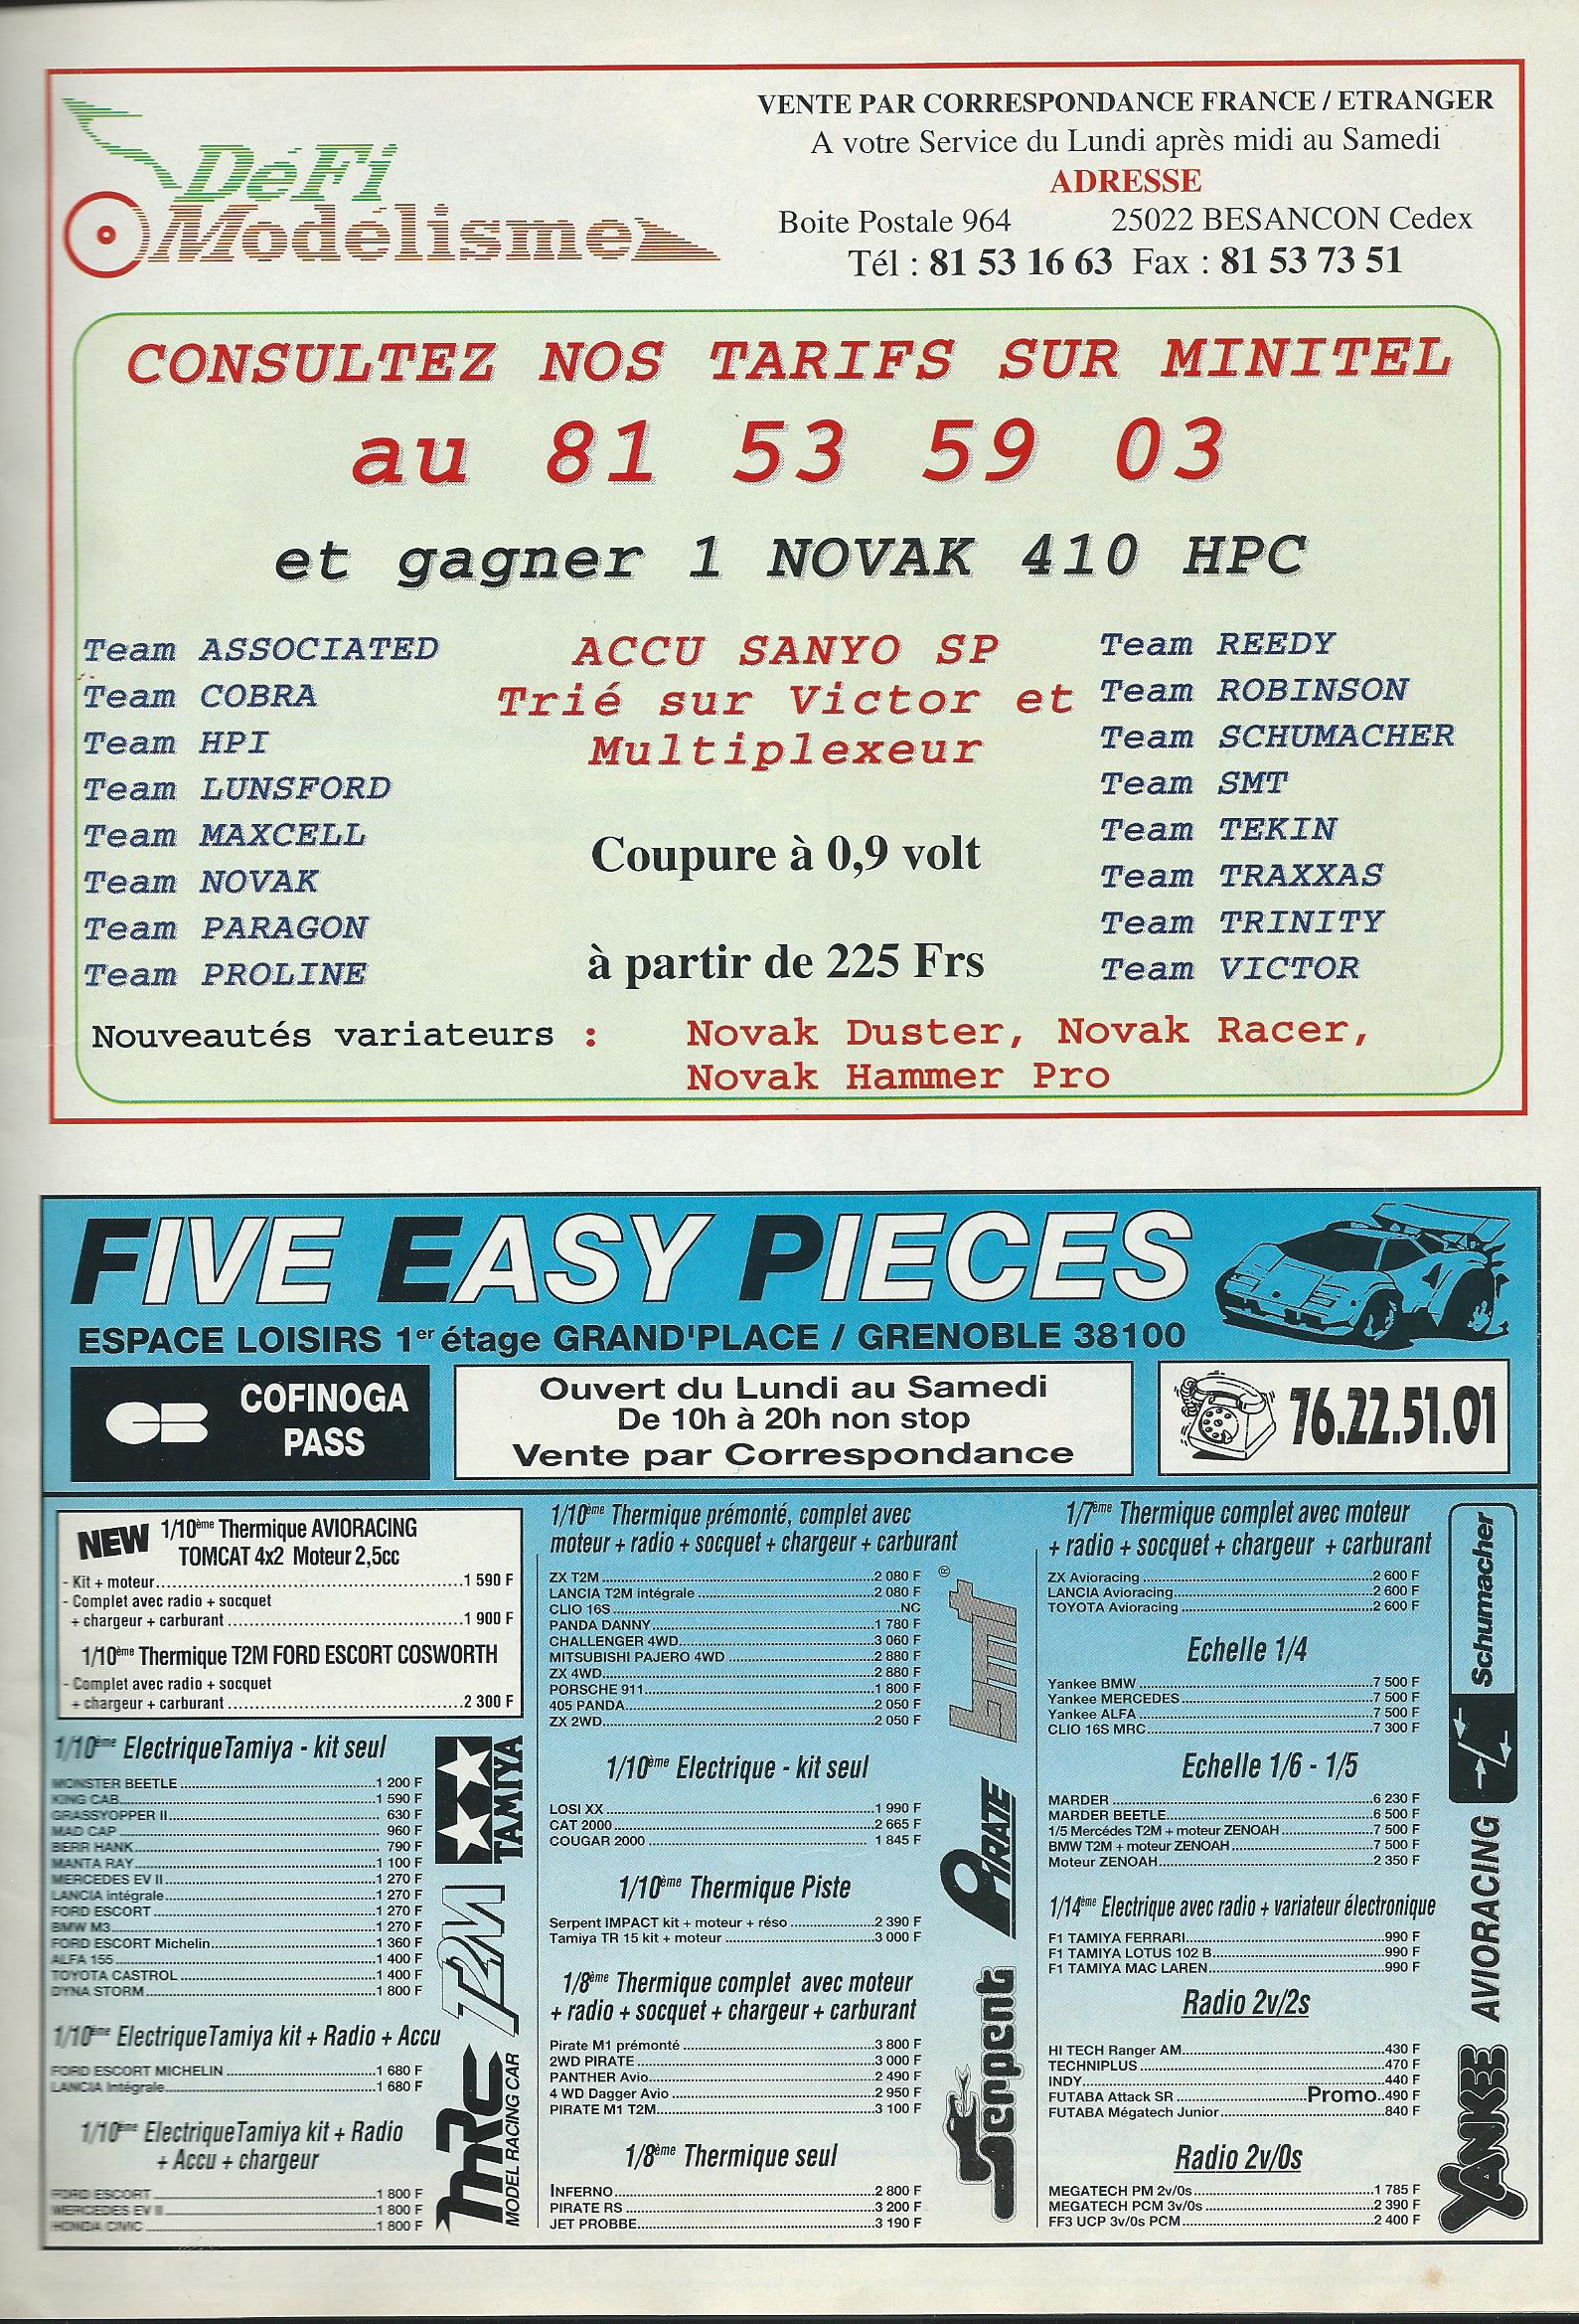 DéFi
Modélisme
VENTE PAR CORRESPONDANCE FRANCE / ETRANGER
A votre Service du Lundi après midi au Samedi
ADRESSE
Boite Postale 964 25022 BESANCON Cedex
Tél : 81 53 16 63 Fax : 81 53 73 51
CONSULTEZ NOS TARIFS SUR MINITEL
au 81 53 59 03
et gagner 1 NOVAK 410 HPC
Team ASSOCIATED
Team COBRA
Team HPI
Team LUNSFORD
Team MAXCELL
Team NOVAK
Team PARAGON
Team PROLINE
ACCU SANYO SP
Trié sur Victor et
Multiplexeur
Coupure à 0,9 volt
à partir de 225 Frs
Team REEDY
Team ROBINSON
Team SCHUMACHER
Team SMT
Team TEKIN
Team TRAXXAS
Team TRINITY
Team VICTOR
Nouveautés variateurs : Novak Duster, Novak Racer,
Novak Hammer Pro
FIVE EASY PIECES
ESPACE LOISIRS 1er étage GRAND'PLACE / GRENOBLE 38100
CB
COFINOGA
PASS
Ouvert du Lundi au Samedi
De 10h à 20h non stop
Vente par Correspondance
76.22.51.01
NEW 1/10ème Thermique AVIORACING
TOMCAT 4x2 Moteur 2,5cc
- Kit + moteur...1 590 F
- Complet avec radio + socquet
+ chargeur + carburant...1 900 F
1/10ème Thermique T2M FORD ESCORT COSWORTH
- Complet avec radio + socquet
+ chargeur + carburant...2 300 F
1/10ème Electrique Tamiya - kit seul
MONSTER BEETLE...1 200 F
KING CAB...1 590 F
GRASSYOPPER II...630 F
MAD CAP...960 F
BERR HANK...790 F
MANTA RAY...1 100 F
MERCEDES EV II...1 270 F
LANCIA intégrale...1 270 F
FORD ESCORT...1 270 F
BMW M3...1 270 F
FORD ESCORT Michelin...1 360 F
ALFA 155...1 400 F
TOYOTA CASTROL...1 400 F
DYNA STORM...1 800 F
1/10ème Electrique Tamiya kit + Radio + Accu
FORD ESCORT MICHELIN...1 680 F
LANCIA Intégrale...1 680 F
1/10ème Electrique Tamiya kit + Radio
+ Accu + chargeur
FORD ESCORT...1 800 F
MERCEDES EV II...1 800 F
HONDA CIVIC...1 800 F
TAMIYA
T2M
MRC
MODEL RACING CAR
1/10ème Thermique prémonté, complet avec
moteur + radio + socquet + chargeur + carburant
ZX T2M...2 080 F
LANCIA T2M intégrale...2 080 F
CLIO 16S...NC
PANDA DANNY...1 780 F
CHALLENGER 4WD...3 060 F
MITSUBISHI PAJERO 4WD...2 880 F
ZX 4WD...2 880 F
PORSCHE 911...1 800 F
405 PANDA...2 050 F
ZX 2WD...2 050 F
1/10ème Electrique - kit seul
LOSI XX...1 990 F
CAT 2000...2 665 F
COUGAR 2000...1 845 F
1/10ème Thermique Piste
Serpent IMPACT kit + moteur + réso...2 390 F
Tamiya TR 15 kit + moteur...3 000 F
1/8ème Thermique complet avec moteur
+ radio + socquet + chargeur + carburant
Pirate M1 prémonté...3 800 F
2WD PIRATE...3 000 F
PANTHER Avio...2 490 F
4 WD Dagger Avio...2 950 F
PIRATE M1 T2M...3 100 F
1/8ème Thermique seul
INFERNO...2 800 F
PIRATE RS...3 200 F
JET PROBBE...3 190 F
bmt
PIRATE
Serpent
1/7ème Thermique complet avec moteur
+ radio + socquet + chargeur + carburant
ZX Avioracing...2 600 F
LANCIA Avioracing...2 600 F
TOYOTA Avioracing...2 600 F
Echelle 1/4
Yankee BMW...7 500 F
Yankee MERCEDES...7 500 F
Yankee ALFA...7 500 F
CLIO 16S MRC...7 300 F
Echelle 1/6 - 1/5
MARDER...6 230 F
MARDER BEETLE...6 500 F
1/5 Mercédes T2M + moteur ZENOAH...7 500 F
BMW T2M + moteur ZENOAH...7 500 F
Moteur ZENOAH...2 350 F
1/14ème Electrique avec radio + variateur électronique
F1 TAMIYA FERRARI...990 F
F1 TAMIYA LOTUS 102 B...990 F
F1 TAMIYA MAC LAREN...990 F
Radio 2v/2s
HI TECH Ranger AM...430 F
TECHNIPLUS...470 F
INDY...440 F
FUTABA Attack SR...Promo..490 F
FUTABA Mégatech Junior...840 F
Radio 2v/0s
MEGATECH PM 2v/0s...1 785 F
MEGATECH PCM 3v/0s...2 390 F
FF3 UCP 3v/0s PCM...2 400 F
Schumacher
AVIORACING
YANKEE